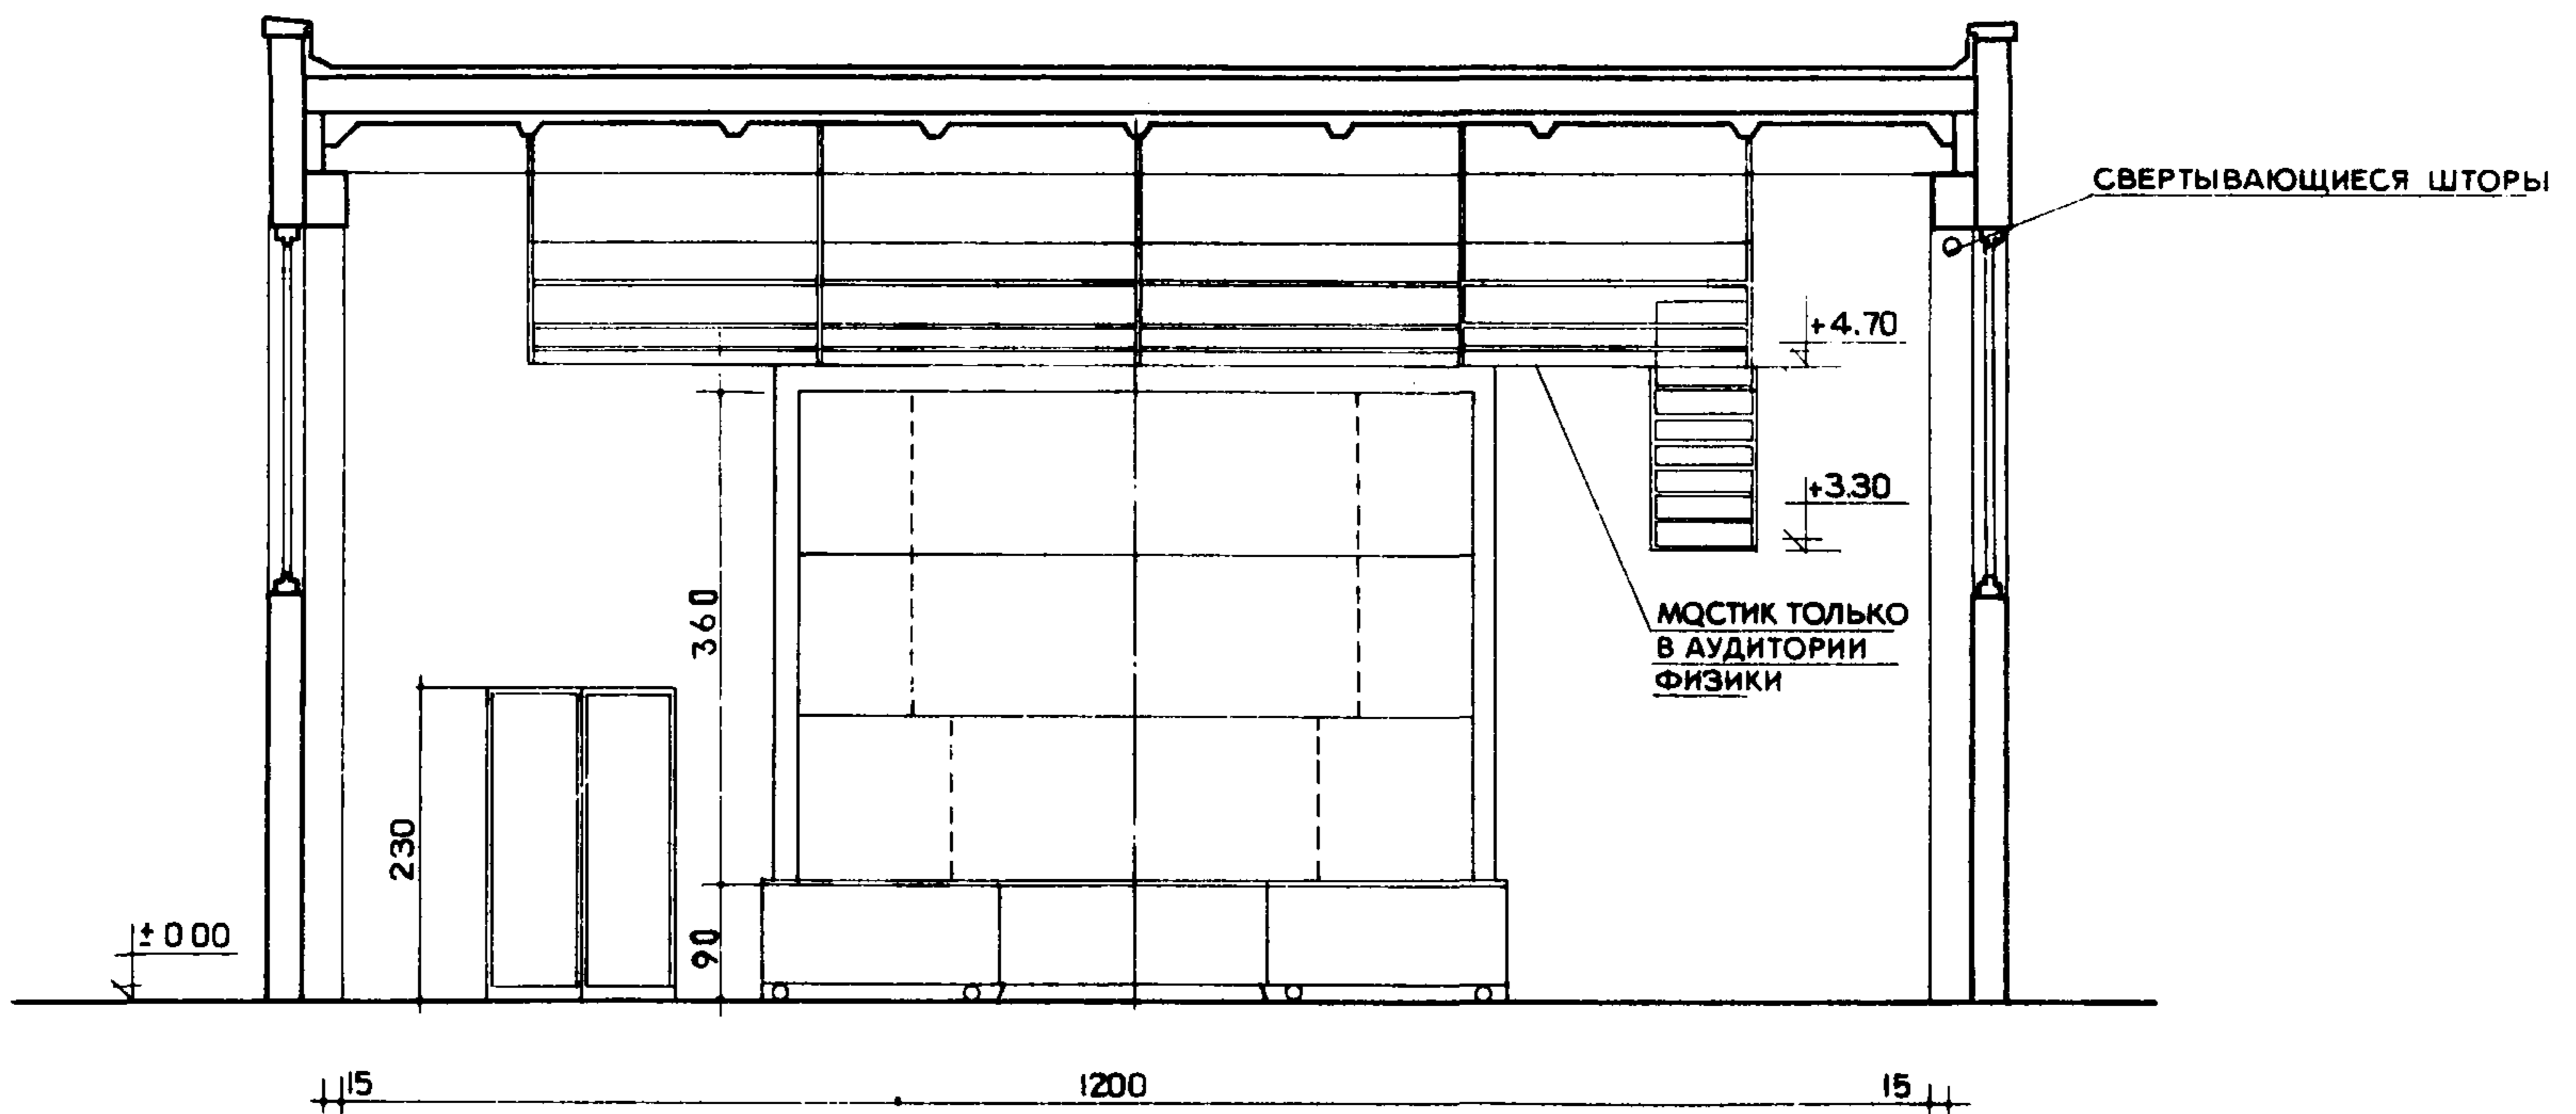 СВЕРТЫВАЮЩИЕСЯ ШТОРЫ
+4.70
+3.30
МОСТИК ТОЛЬКО
В АУДИТОРИИ
ФИЗИКИ
360
230
90
± 0 00
15
1200
15